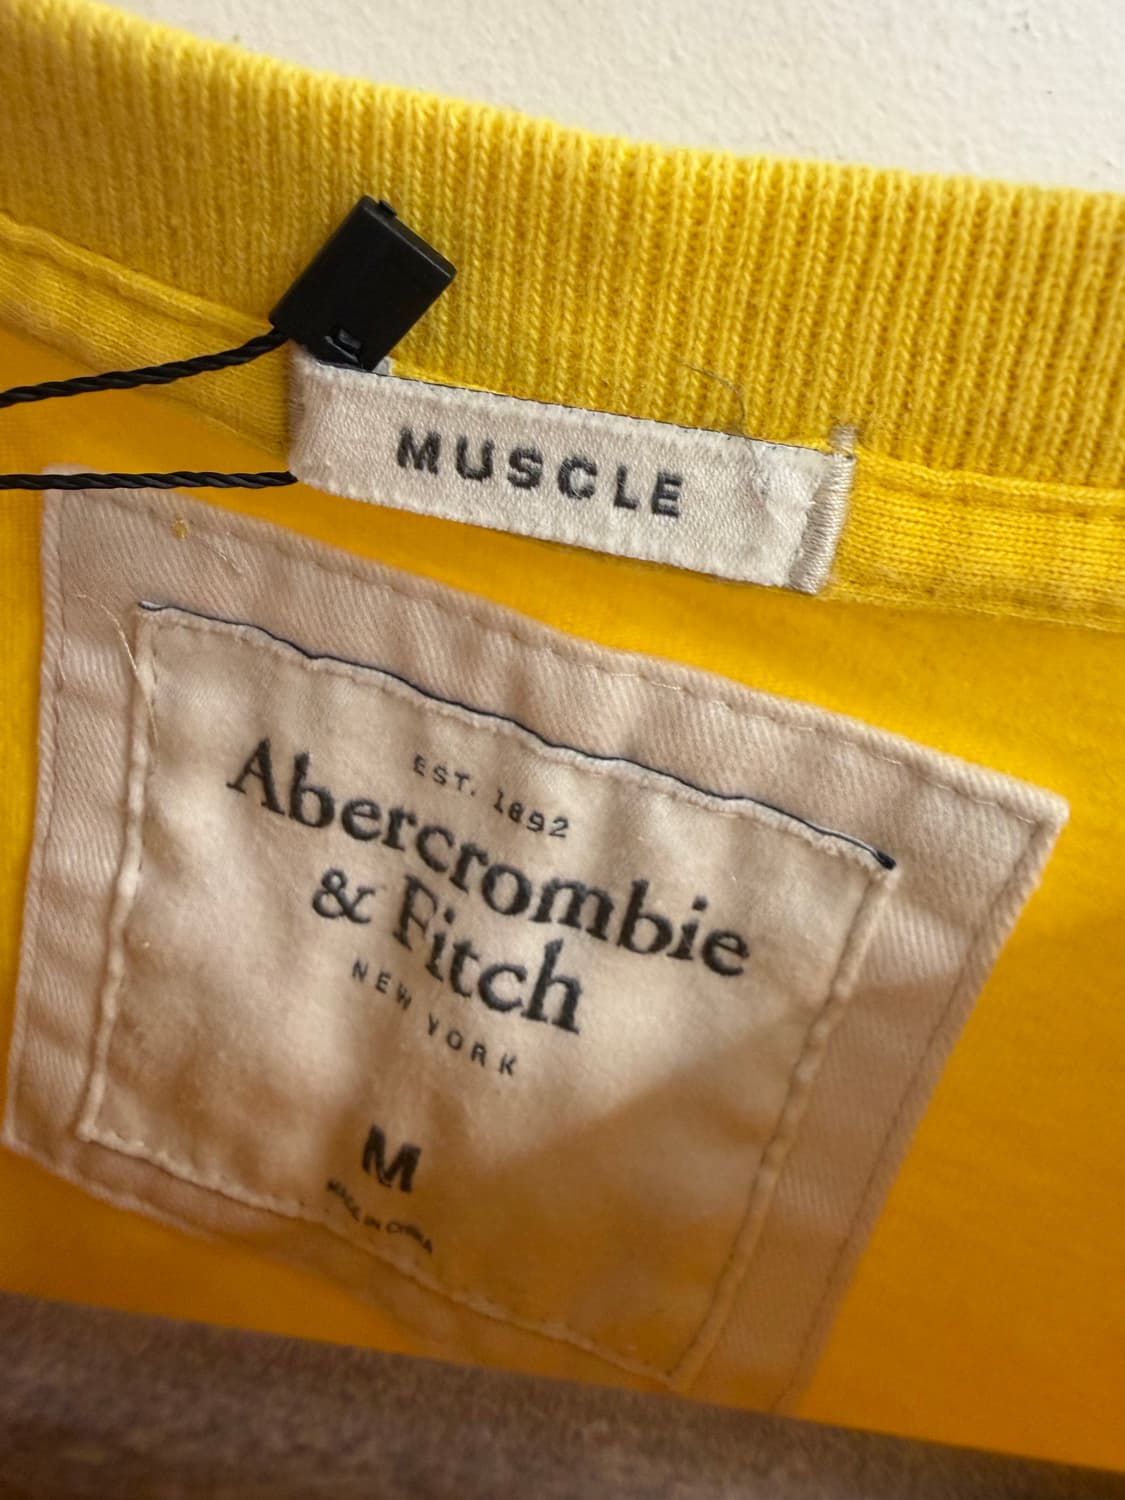 MUSCLE
EST. 1892
Abercrombie
& Fitch
NEW YORK
M
MADE IN CHINA